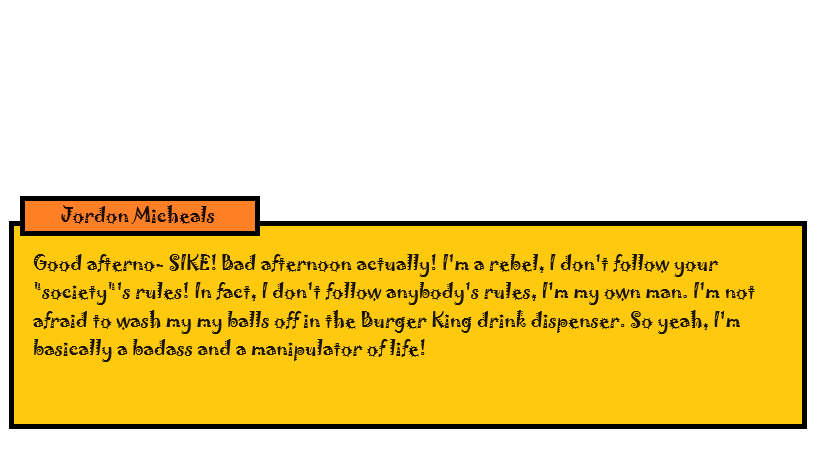 Jordon Micheals
Good afterno- SIKE! Bad afternoon actually! I'm a rebel, I don't follow your
"society"'s rules! In fact, I don't follow anybody's rules, I'm my own man. I'm not
afraid to wash my my balls off in the Burger King drink dispenser. So yeah, I'm
basically a badass and a manipulator of life!